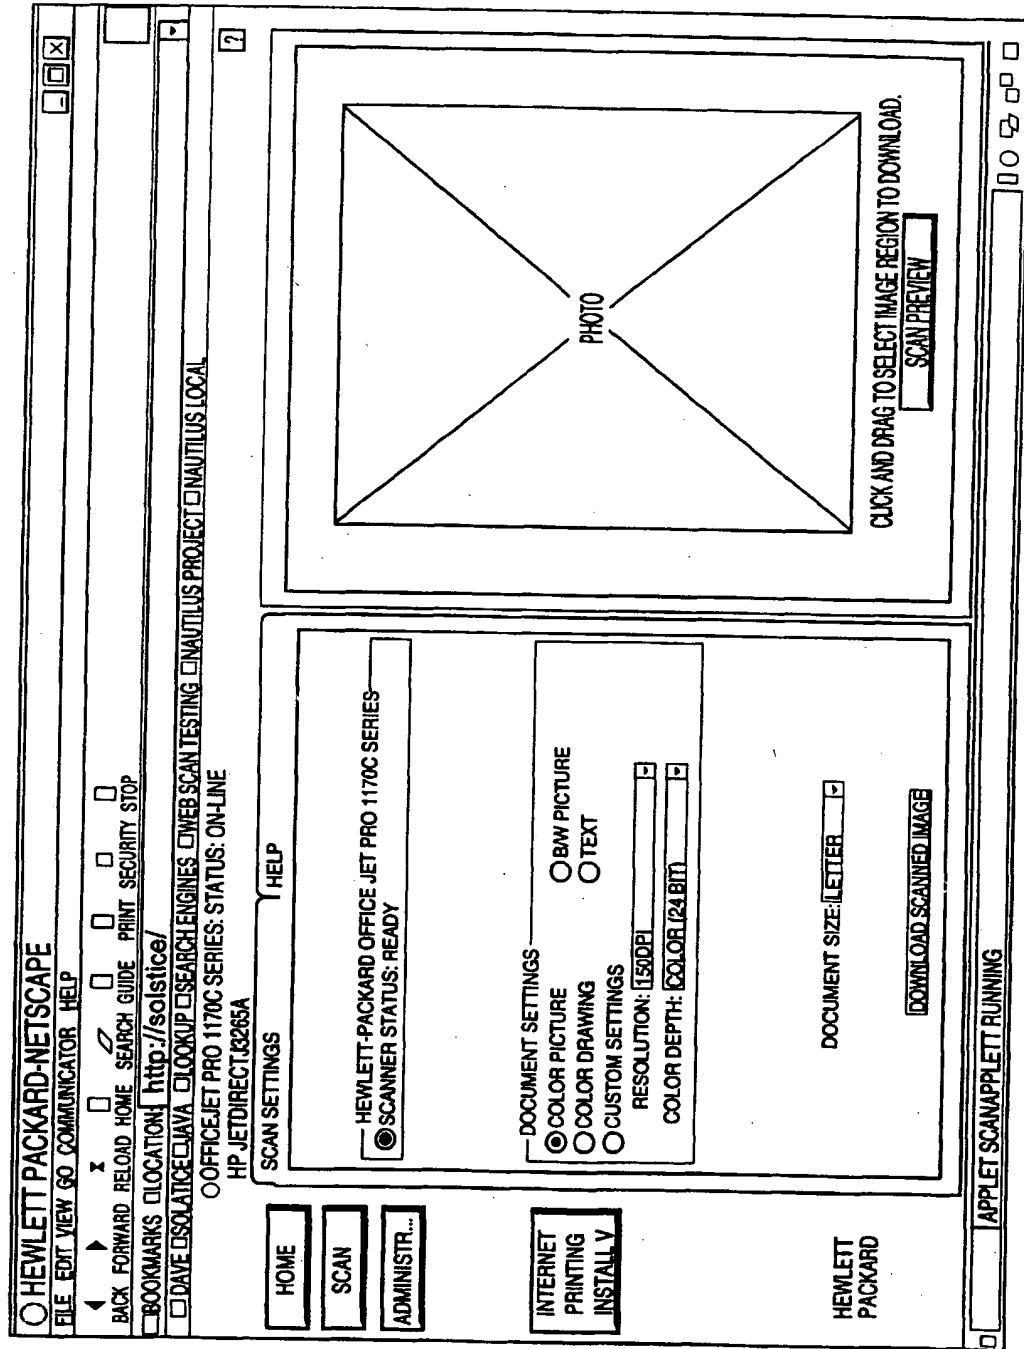 HEWLETT PACKARD-NETSCAPE
FILE EDIT VIEW GO COMMUNICATOR HELP
BACK FORWARD RELOAD HOME SEARCH GUIDE PRINT SECURITY STOP
BOOKMARKS LOCATION: http://solstice/
DAVE SOLATICE JAVA LOOKUP SEARCH ENGINES WEB SCAN TESTING NAUTILUS PROJECT NAUTILUS LOCAL
OFFICEJET PRO 1170C SERIES: STATUS: ON-LINE
HP JETDIRECT J3265A
?
HOME
SCAN
ADMINISTR...
INTERNET
PRINTING
INSTALL V
HEWLETT
PACKARD
SCAN SETTINGS
HELP
HEWLETT-PACKARD OFFICE JET PRO 1170C SERIES
SCANNER STATUS: READY
DOCUMENT SETTINGS
COLOR PICTURE
B/W PICTURE
COLOR DRAWING
TEXT
CUSTOM SETTINGS
RESOLUTION: 150DPI
COLOR DEPTH: COLOR (24 BIT)
DOCUMENT SIZE: LETTER
DOWNLOAD SCANNED IMAGE
PHOTO
CLICK AND DRAG TO SELECT IMAGE REGION TO DOWNLOAD.
SCAN PREVIEW
APPLET SCANAPPLETT RUNNING